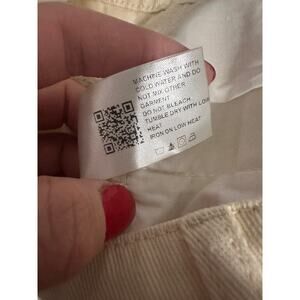 MACHINE WASH WITH
COLD WATER AND DO
NOT MIX OTHER
GARMENT
DO NOT BLEACH
TUMBLE DRY WITH LOW
HEAT
IRON ON LOW HEAT